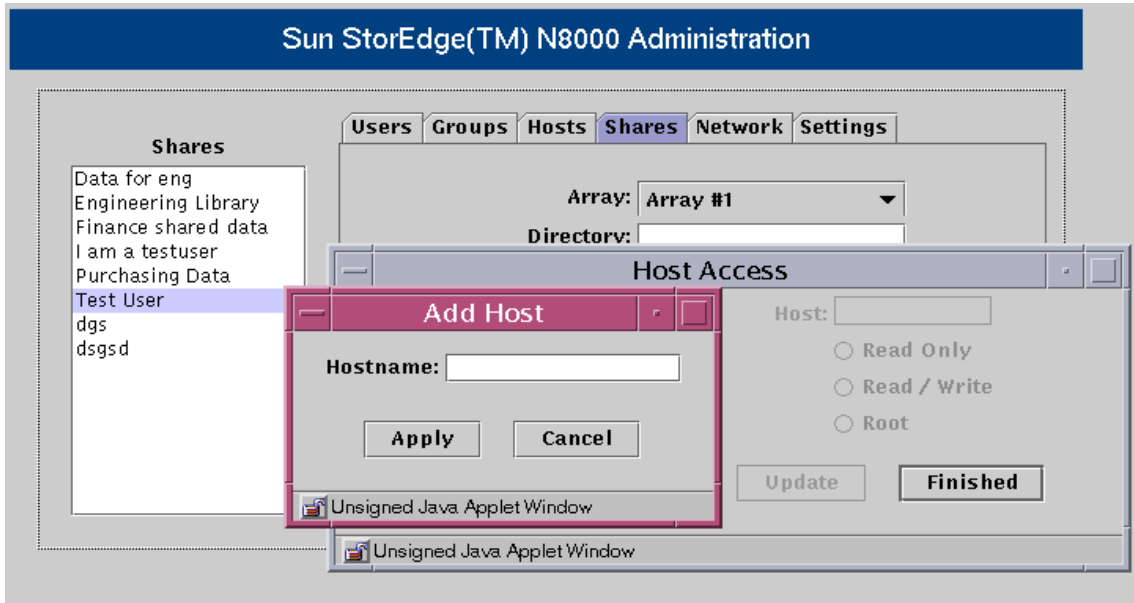 Sun StorEdge(TM) N8000 Administration
Users Groups Hosts Shares Network Settings
Shares
Data for eng
Engineering Library
Finance shared data
I am a testuser
Purchasing Data
Test User
dgs
dsgsd
Array: Array #1
Directory:
Host Access
Host:
Read Only
Read / Write
Root
Update Finished
Unsigned Java Applet Window
Add Host
Hostname:
Apply Cancel
Unsigned Java Applet Window